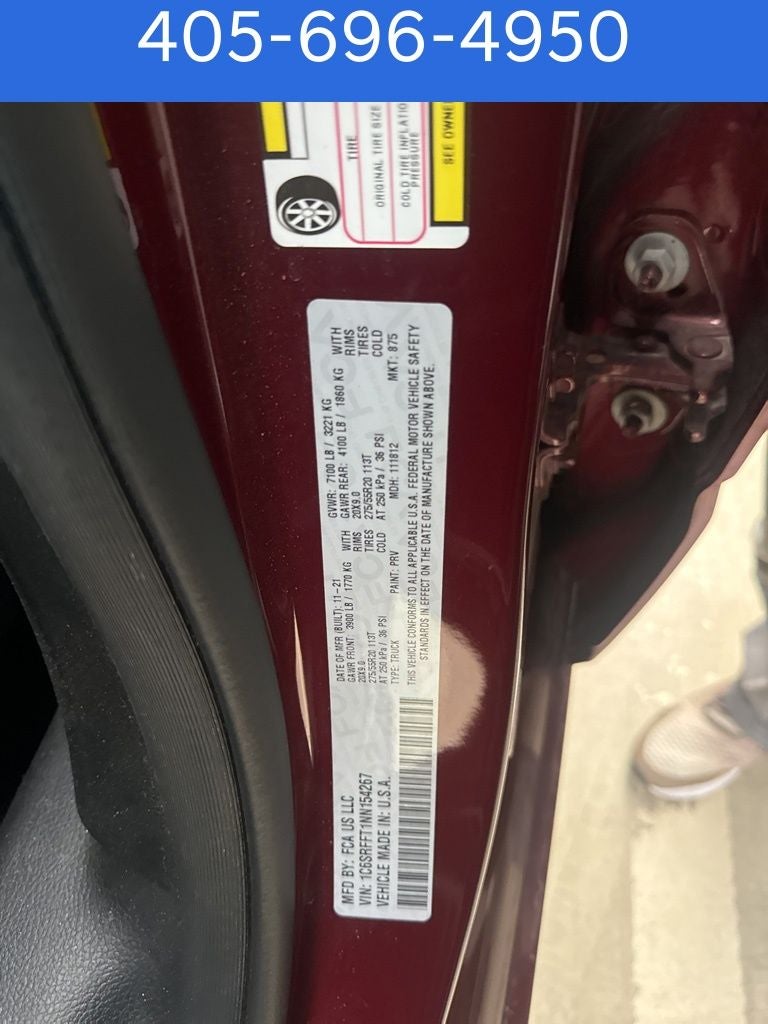 405-696-4950
TIRE
ORIGINAL TIRE SIZE
COLD TIRE INFLATIO
PRESSURE
SEE OWNE
MFD BY: FCA US LLC
DATE OF MFR (BUILT): 11-21
GVWR: 7100 LB / 3221 KG
GAWR FRONT: 3900 LB / 1770 KG WITH
20X9.0 RIMS
275/55R20 113T TIRES
AT 250 kPa / 36 PSI COLD
GAWR REAR: 4100 LB / 1860 KG WITH
20X9.0 RIMS
275/55R20 113T TIRES
AT 250 kPa / 36 PSI COLD
VIN: 1C6SRFFT1NN154267
TYPE: TRUCK PAINT: PRV MDH: 111812 MKT: 875
VEHICLE MADE IN: U.S.A.
THIS VEHICLE CONFORMS TO ALL APPLICABLE U.S.A. FEDERAL MOTOR VEHICLE SAFETY
STANDARDS IN EFFECT ON THE DATE OF MANUFACTURE SHOWN ABOVE.